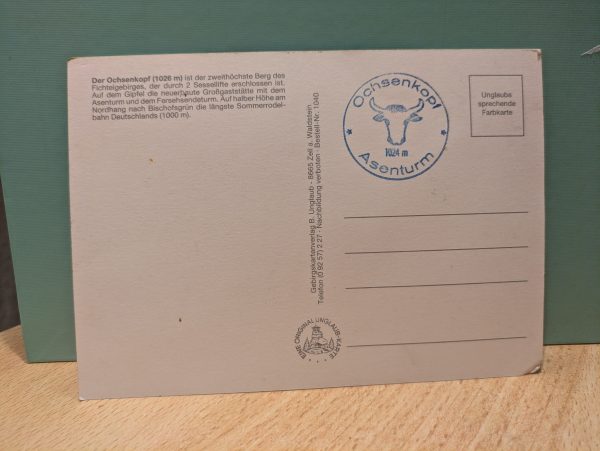 Der Ochsenkopf (1026 m) ist der zweithöchste Berg des
Fichtelgebirges, der durch 2 Sessellifte erschlossen ist.
Auf dem Gipfel die neuerbaute Großgaststätte mit dem
Asenturm und dem Fersehsendeturm. Auf halber Höhe am
Nordhang nach Bischofsgrün die längste Sommerrodel-
bahn Deutschlands (1000 m).
Gebirgskartenverlag B. Unglaub - 8665 Zell a. Waldstein
Telefon (0 92 57) 2 27 · Nachbildung verboten · Bestell-Nr. 1040
EINE ORIGINAL UNGLAUB-KARTE
Ochsenkopf
1024 m
Asenturm
Unglaubs
sprechende
Farbkarte